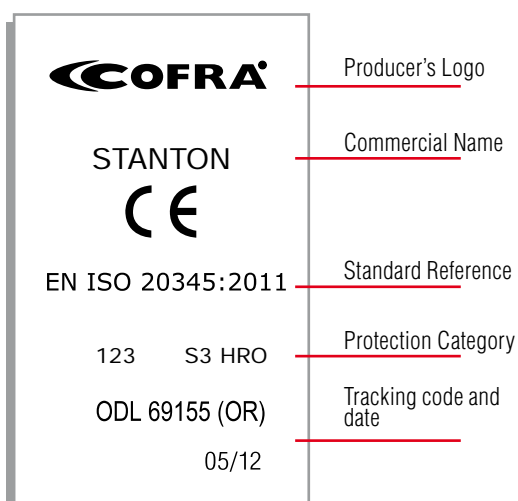 COFRA
Producer's Logo
STANTON
Commercial Name
CE
EN ISO 20345:2011
Standard Reference
123 S3 HRO
Protection Category
ODL 69155 (OR)
Tracking code and
date
05/12